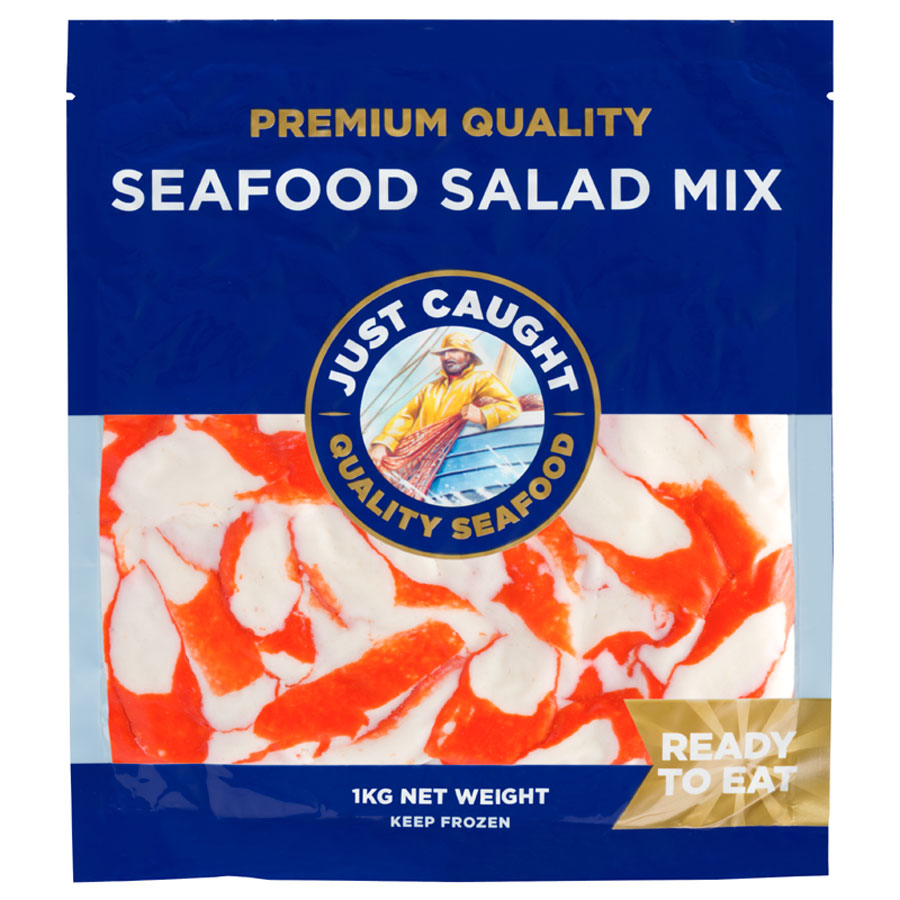 PREMIUM QUALITY
SEAFOOD SALAD MIX
JUST CAUGHT
QUALITY SEAFOOD
READY
TO EAT
1KG NET WEIGHT
KEEP FROZEN